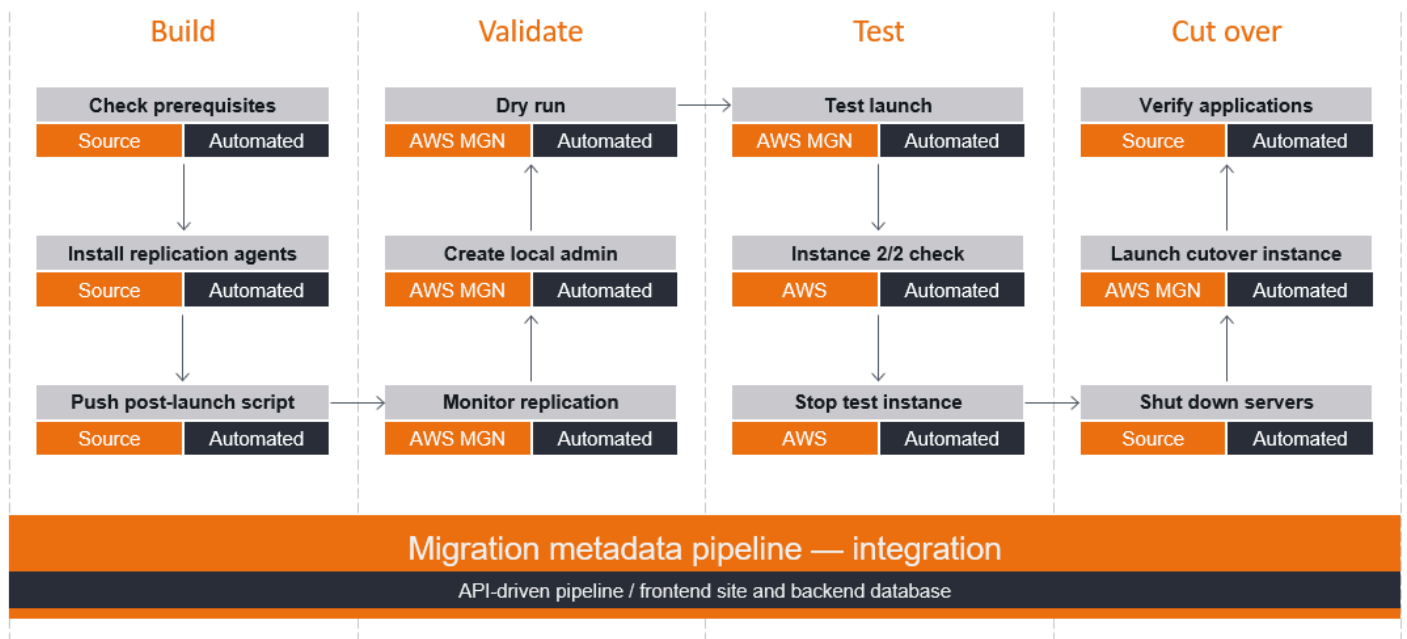 Build
Check prerequisites
Source Automated
Install replication agents
Source Automated
Push post-launch script
Source Automated
Validate
Dry run
AWS MGN Automated
Create local admin
AWS MGN Automated
Monitor replication
AWS MGN Automated
Test
Test launch
AWS MGN Automated
Instance 2/2 check
AWS Automated
Stop test instance
AWS Automated
Cut over
Verify applications
Source Automated
Launch cutover instance
AWS MGN Automated
Shut down servers
Source Automated
Migration metadata pipeline — integration
API-driven pipeline / frontend site and backend database